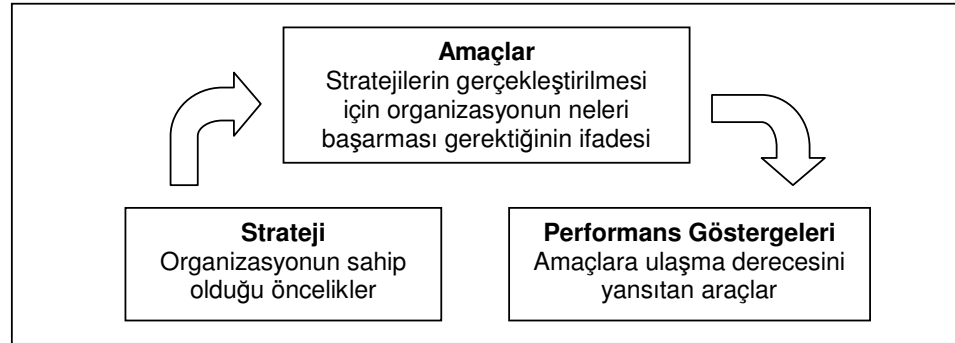 Amaçlar
Stratejilerin gerçekleştirilmesi
için organizasyonun neleri
başarması gerektiğinin ifadesi
Strateji
Organizasyonun sahip
olduğu öncelikler
Performans Göstergeleri
Amaçlara ulaşma derecesini
yansıtan araçlar